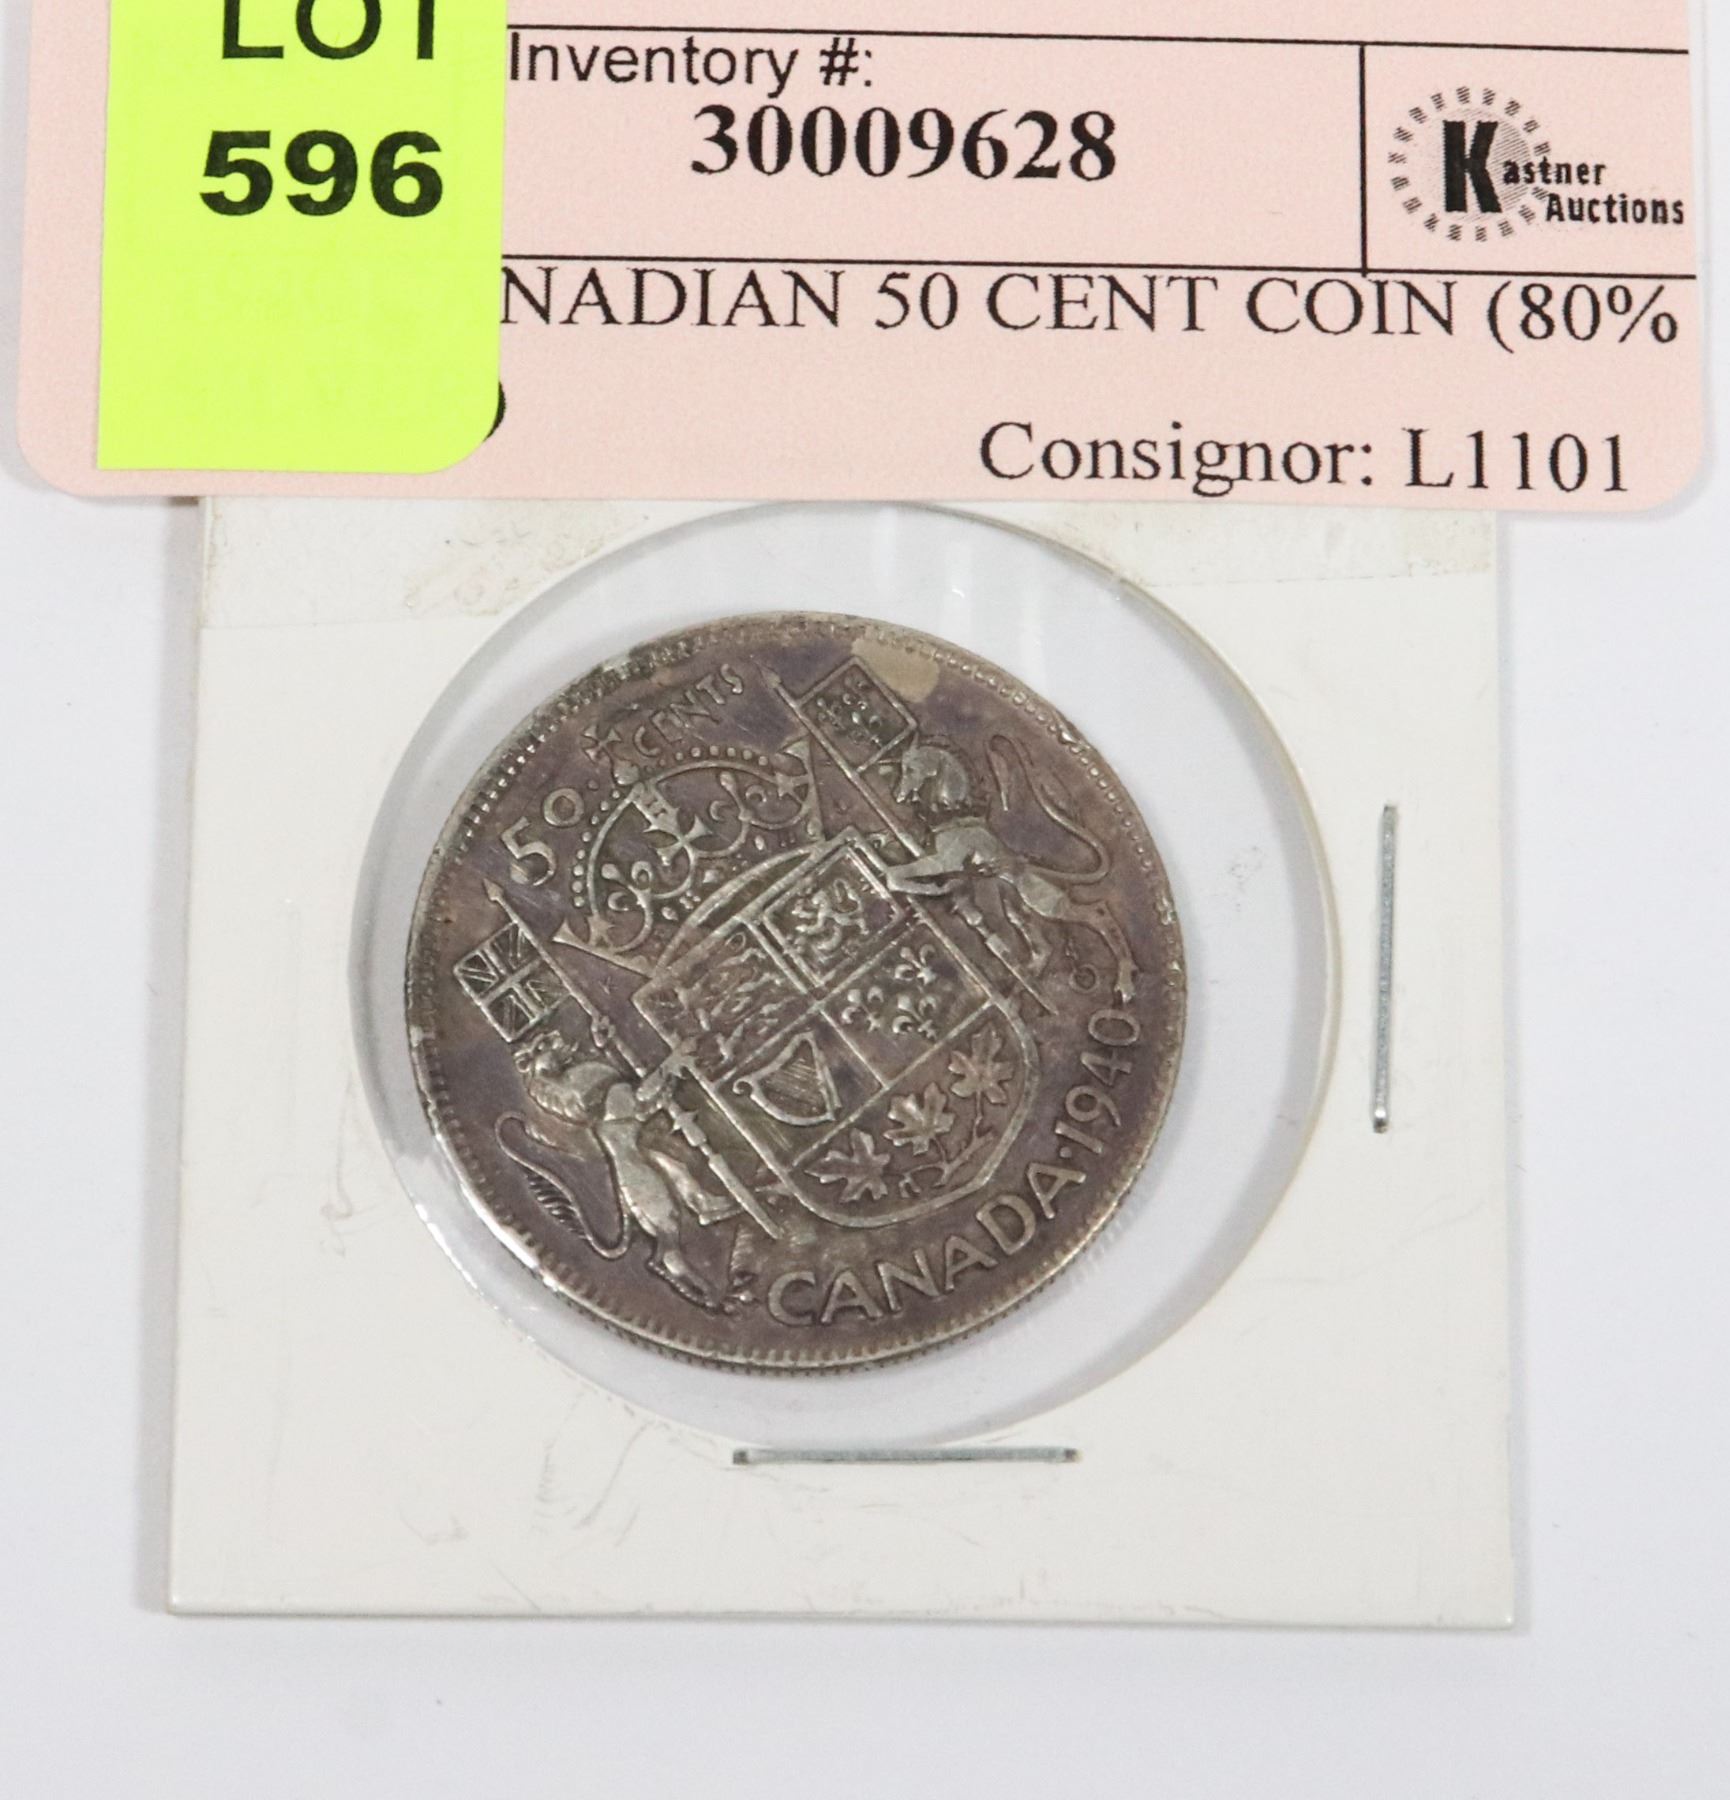 LOT
596
Inventory #:
30009628
Kastner
Auctions
NADIAN 50 CENT COIN (80%
)
Consignor: L1101
50 CENTS
CANADA·1940